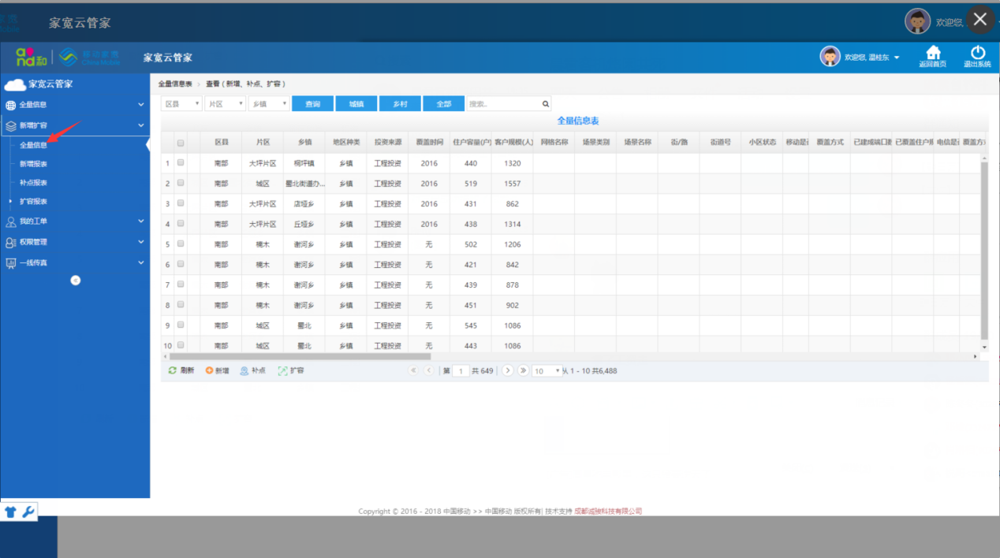 家宽云管家
欢迎您,
and和 移动家宽 China Mobile 家宽云管家 欢迎您, 温桂东 返回首页 退出系统
家宽云管家
全量信息
新增扩容
全量信息
新增报表
补点报表
扩容报表
我的工单
权限管理
一线传真
全量信息表 > 查看 ( 新增、补点、扩容 )
区县 片区 乡镇 查询 城镇 乡村 全部 搜索..
全量信息表
区县 片区 乡镇 地区种类 投资来源 覆盖时间 住户容量(户) 客户规模(人) 网格名称 场景类别 场景名称 街/路 街道号 小区状态 移动是 覆盖方式 已建成端口 已覆盖住户 电信是 覆盖方
1 南部 大坪片区 枧坪镇 乡镇 工程投资 2016 440 1320
2 南部 城区 蜀北街道办... 乡镇 工程投资 2016 519 1557
3 南部 大坪片区 店垭乡 乡镇 工程投资 2016 431 862
4 南部 大坪片区 丘垭乡 乡镇 工程投资 2016 438 1314
5 南部 楠木 谢河乡 乡镇 工程投资 无 502 1206
6 南部 楠木 谢河乡 乡镇 工程投资 无 421 842
7 南部 楠木 谢河乡 乡镇 工程投资 无 439 878
8 南部 楠木 谢河乡 乡镇 工程投资 无 451 902
9 南部 城区 蜀北 乡镇 工程投资 无 545 1086
10 南部 城区 蜀北 乡镇 工程投资 无 443 1086
刷新 新增 补点 扩容 第 1 共 649 10 从 1 - 10 共6,488
Copyright © 2016 - 2018 中国移动 >> 中国移动 版权所有| 技术支持 成都诚骏科技有限公司